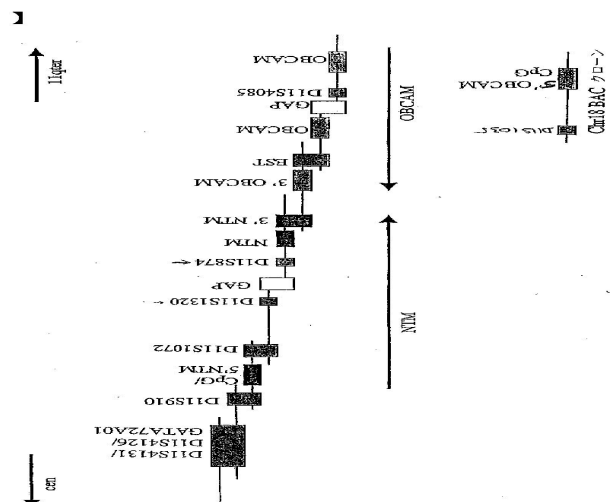 11qter
OBCAM
D11S4085
GAP
OBCAM
EST
3' OBCAM
3' NTM
NTM
D11S874
GAP
D11S1320
D11S1072
CpG/
5'NTM
D11S910
D11S4131/
D11S4126/
GATA72A01
cen
OBCAM
NTM
5' OBCAM
CpG
Chr18 BAC クローン